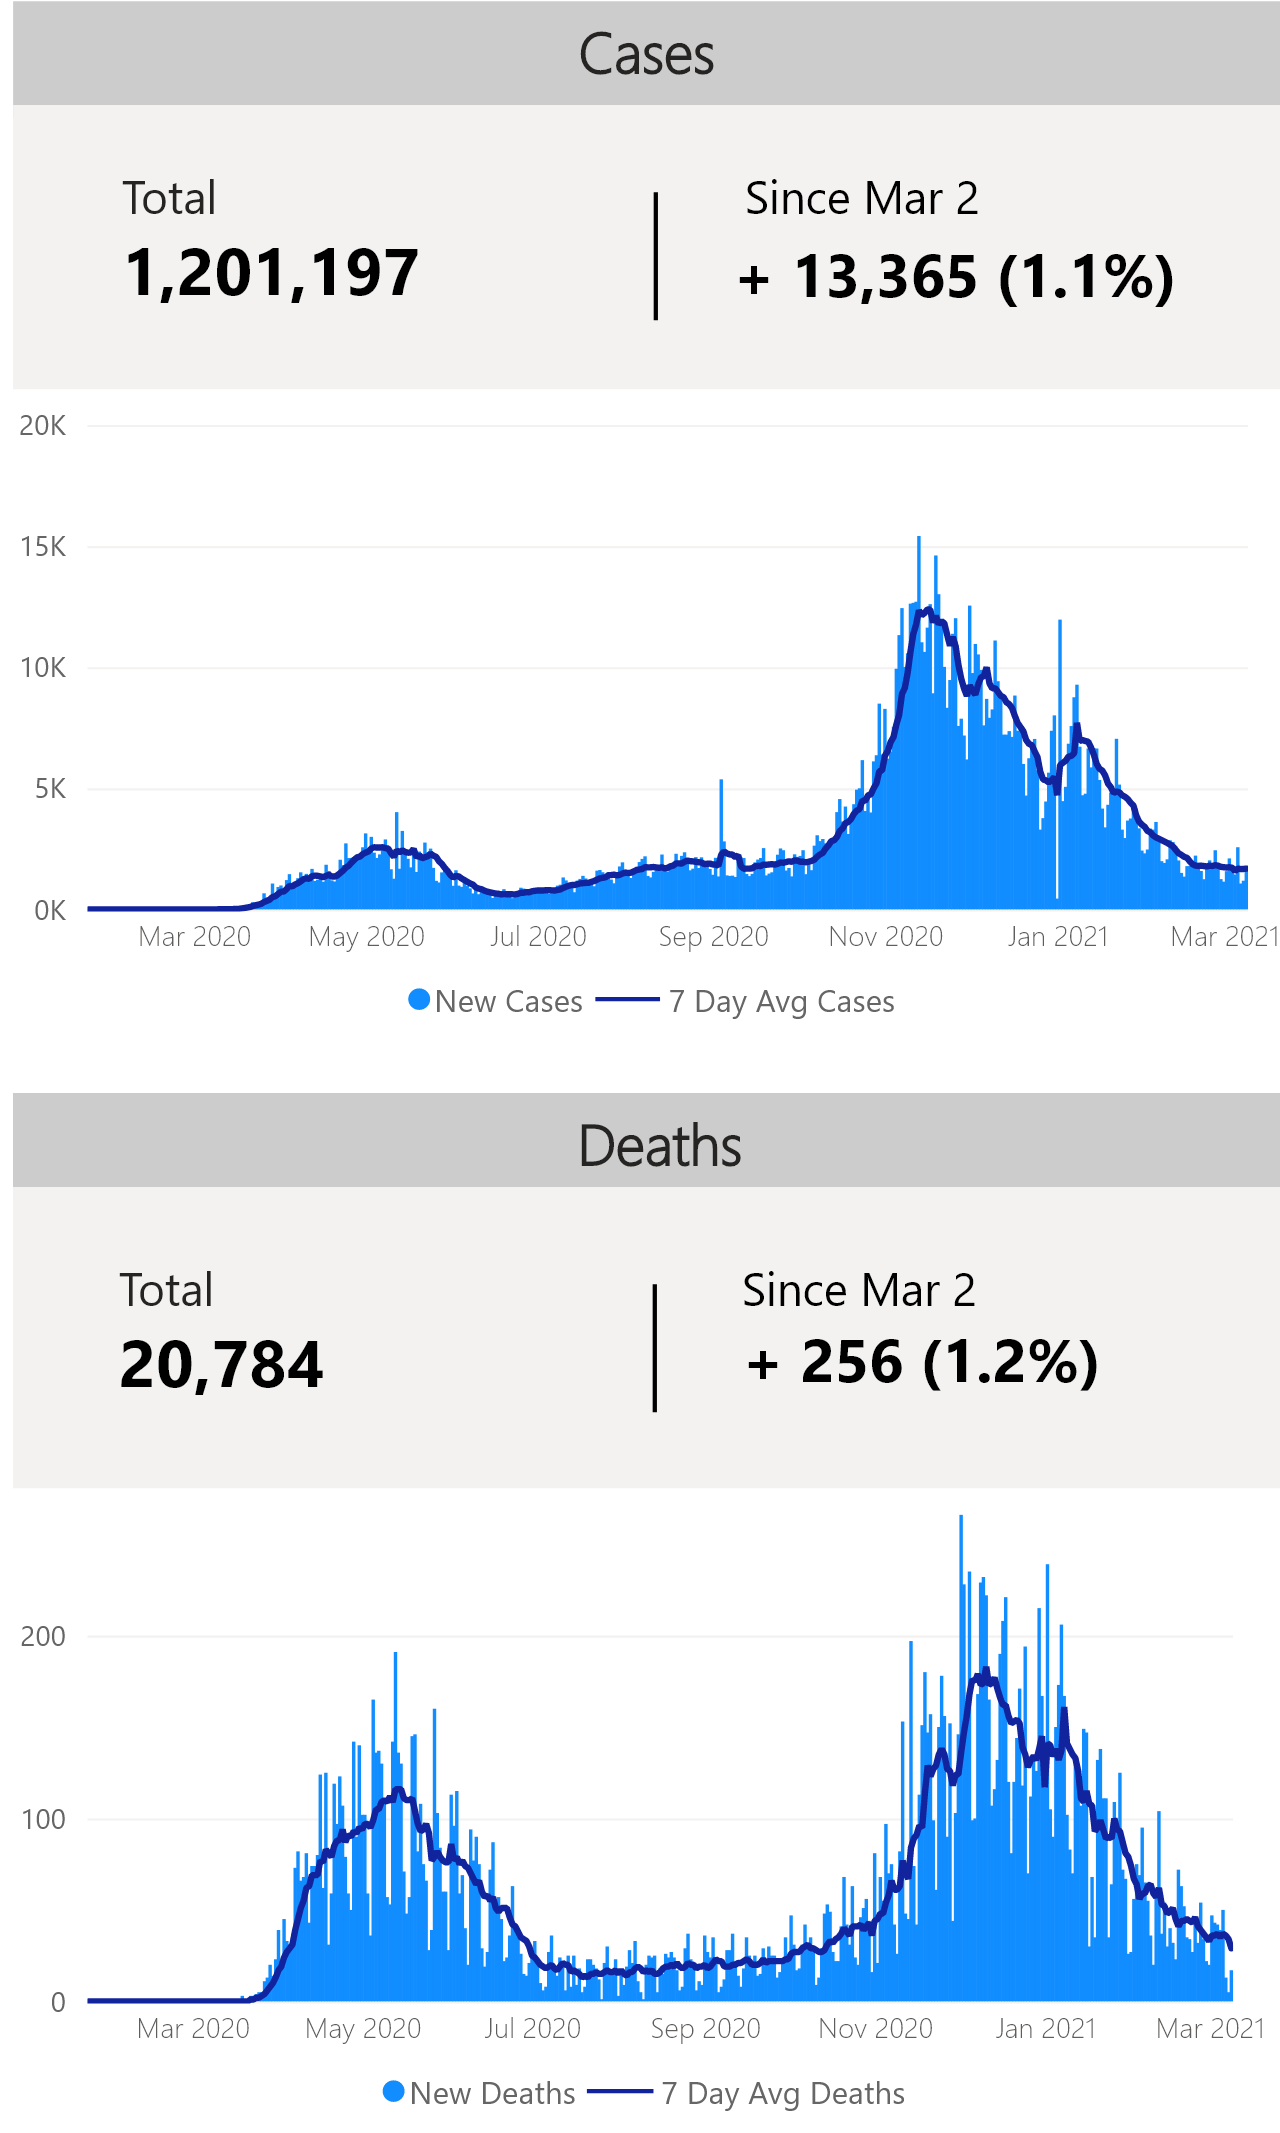 Cases
Total
Since Mar 2
1,201,197
+ 13,365 (1.1%)
20K
15K
10K
5K
0K
Mar 2020 May 2020 Jul 2020 Sep 2020 Nov 2020 Jan 2021 Mar 2021
New Cases 7 Day Avg Cases
Deaths
Total
Since Mar 2
20,784
+ 256 (1.2%)
200
100
0
Mar 2020 May 2020 Jul 2020 Sep 2020 Nov 2020 Jan 2021 Mar 2021
New Deaths 7 Day Avg Deaths